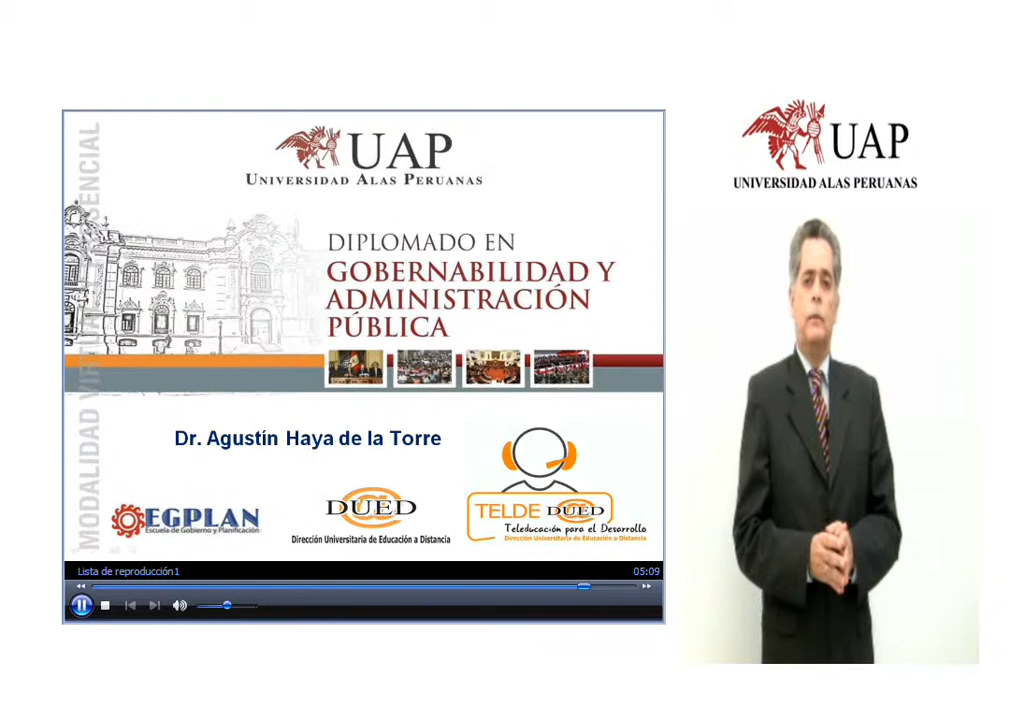 UAP
UNIVERSIDAD ALAS PERUANAS
DIPLOMADO EN
GOBERNABILIDAD Y
ADMINISTRACIÓN
PÚBLICA
Dr. Agustín Haya de la Torre
EGPLAN
Escuela de Gobierno y Planificación
DUED
Dirección Universitaria de Educación a Distancia
TELDE DUED
Teleducación para el Desarrollo
Dirección Universitaria de Educación a Distancia
Lista de reproducción1
05:09
UAP
UNIVERSIDAD ALAS PERUANAS
MODALIDAD